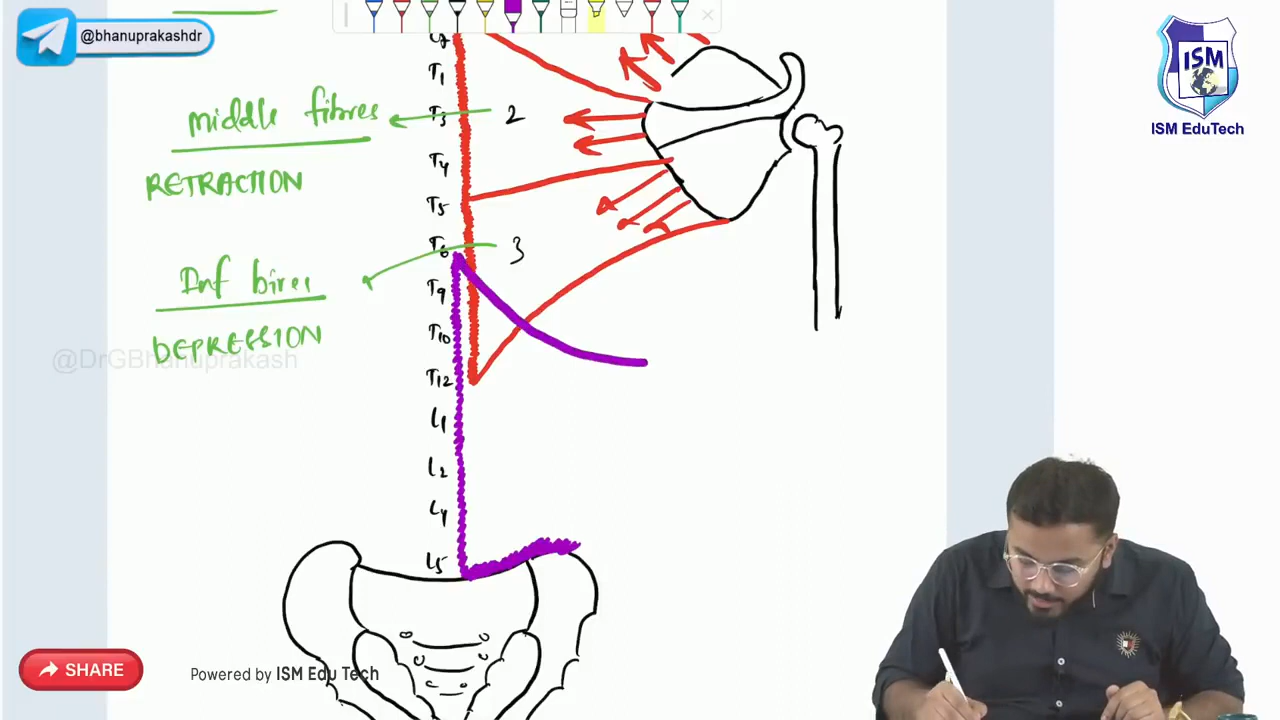 @bhanuprakashdr
ISM
ISM EduTech
T1
middle fibres
T3
2
T4
RETRACTION
T5
T6
3
Inf bires
T9
T10
DEPRESSION
@DrGBhanuprakash
T12
L1
L2
L4
L5
SHARE
Powered by ISM Edu Tech